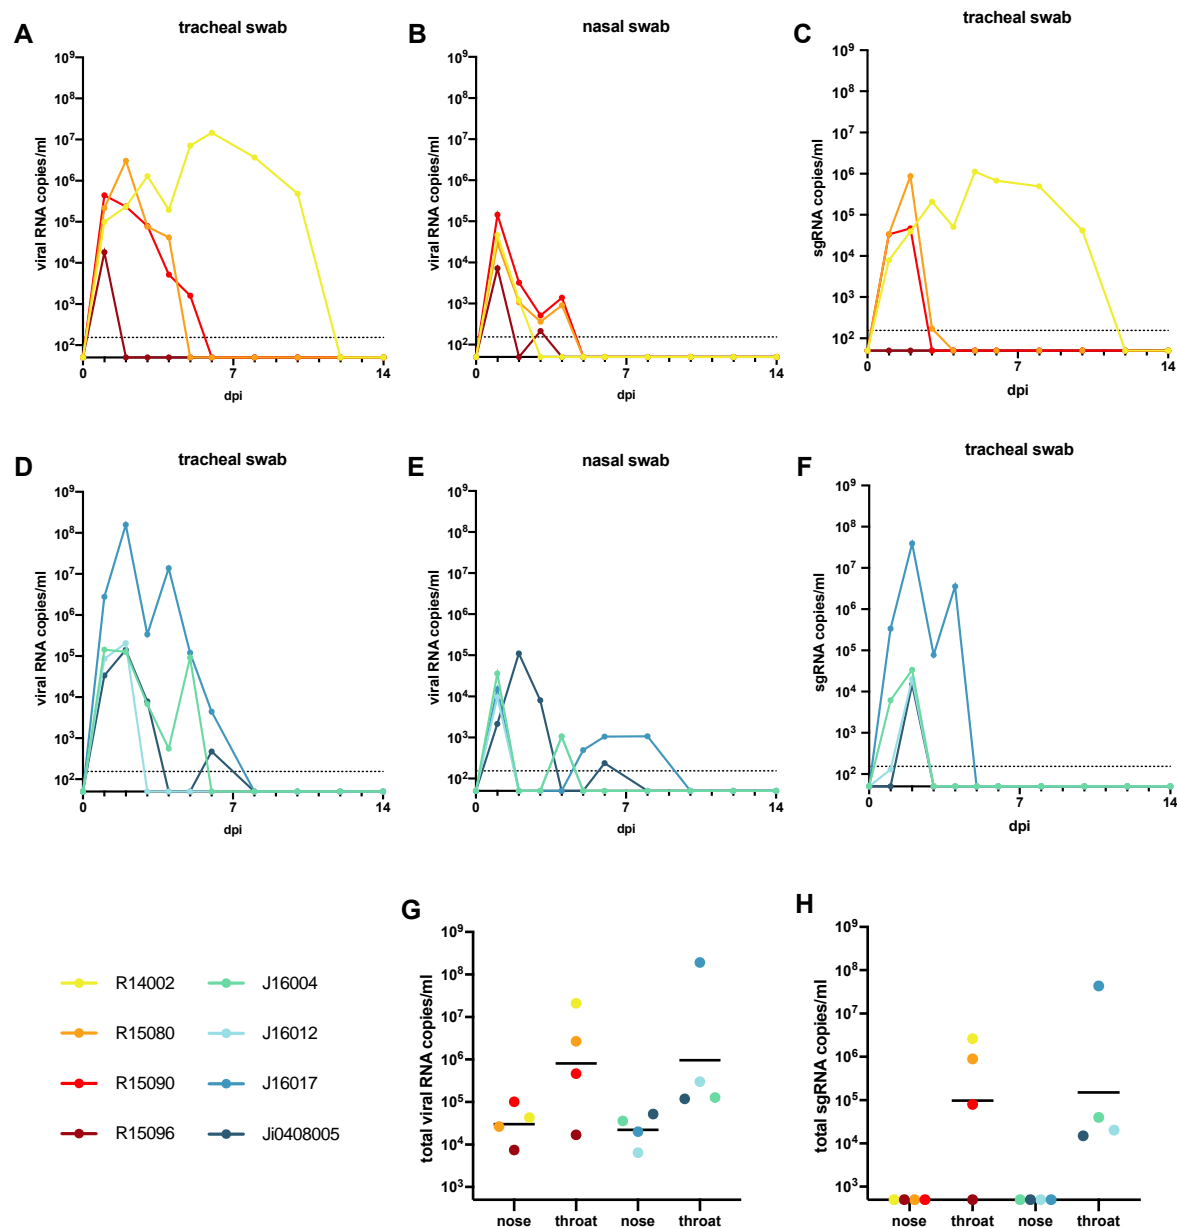 A
tracheal swab
B
nasal swab
C
tracheal swab
viral RNA copies/ml
10⁹
10⁸
10⁷
10⁶
10⁵
10⁴
10³
10²
0
7
14
dpi
viral RNA copies/ml
10⁹
10⁸
10⁷
10⁶
10⁵
10⁴
10³
10²
0
7
14
dpi
sgRNA copies/ml
10⁹
10⁸
10⁷
10⁶
10⁵
10⁴
10³
10²
0
7
14
dpi
D
tracheal swab
E
nasal swab
F
tracheal swab
viral RNA copies/ml
10⁹
10⁸
10⁷
10⁶
10⁵
10⁴
10³
10²
0
7
14
dpi
viral RNA copies/ml
10⁹
10⁸
10⁷
10⁶
10⁵
10⁴
10³
10²
0
7
14
dpi
sgRNA copies/ml
10⁹
10⁸
10⁷
10⁶
10⁵
10⁴
10³
10²
0
7
14
dpi
R14002
J16004
R15080
J16012
R15090
J16017
R15096
Ji0408005
G
total viral RNA copies/ml
10⁹
10⁸
10⁷
10⁶
10⁵
10⁴
10³
nose throat nose throat
H
total sgRNA copies/ml
10⁹
10⁸
10⁷
10⁶
10⁵
10⁴
10³
nose throat nose throat